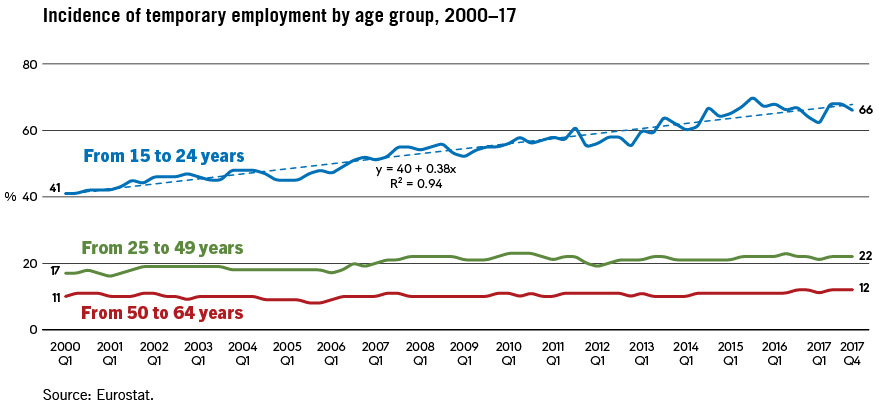 Incidence of temporary employment by age group, 2000–17
80
60
From 15 to 24 years
66
y = 40 + 0.38x
R² = 0.94
41
% 40
From 25 to 49 years
22
20
17
12
11
From 50 to 64 years
0
2000 2001 2002 2003 2004 2005 2006 2007 2008 2009 2010 2011 2012 2013 2014 2015 2016 2017 2017
Q1 Q1 Q1 Q1 Q1 Q1 Q1 Q1 Q1 Q1 Q1 Q1 Q1 Q1 Q1 Q1 Q1 Q1 Q4
Source: Eurostat.